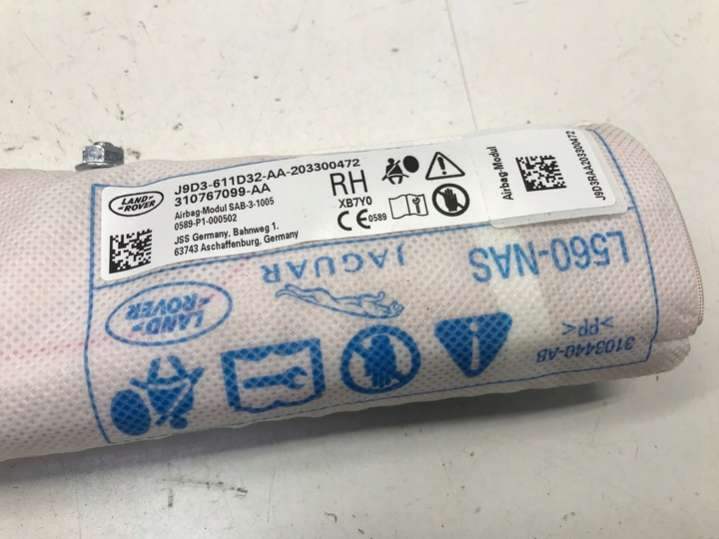 LAND
ROVER
J9D3-611D32-AA-203300472
310767099-AA
Airbag-Modul SAB-3-1005
0589-P1-000502
JSS Germany, Bahnweg 1.
63743 Aschaffenburg, Germany
RH
XB7Y0
CE 0589
Airbag-Modul
J9D3RAA203300472
L560-NAS
JAGUAR
LAND
ROVER
>PP<
3103440-AB